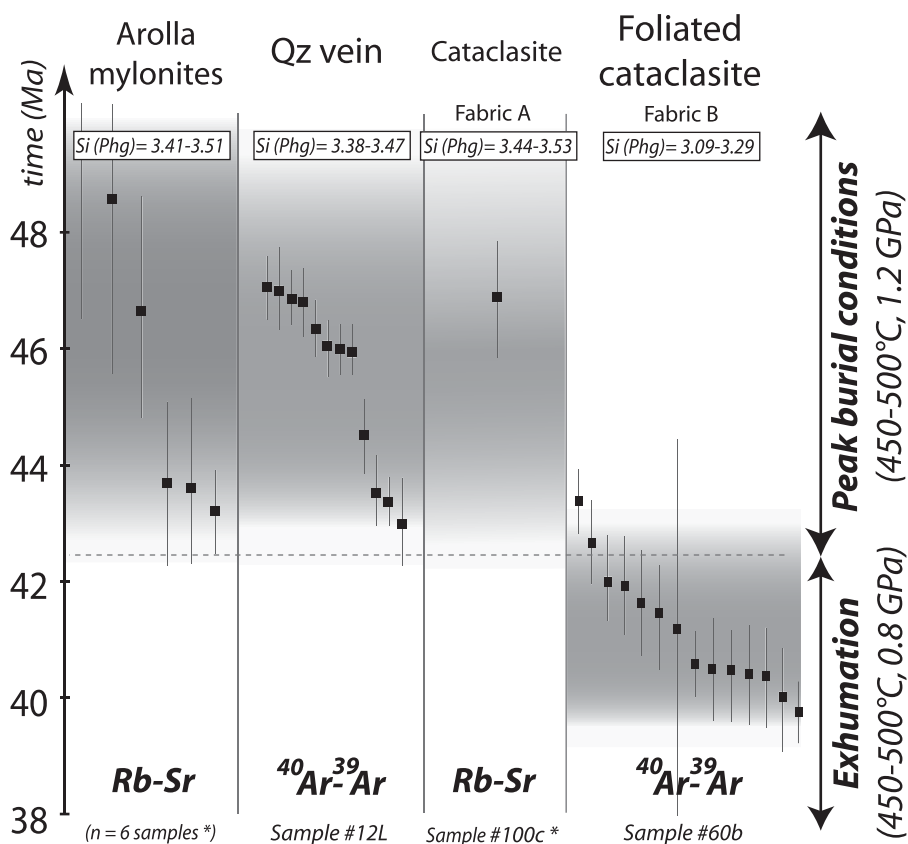 Arolla
mylonites
Qz vein
Cataclasite
Foliated
cataclasite
Fabric A
Fabric B
time (Ma)
Si (Phg)= 3.41-3.51
Si (Phg)= 3.38-3.47
Si (Phg)= 3.44-3.53
Si (Phg)= 3.09-3.29
48
46
44
42
40
38
Peak burial conditions
(450-500°C, 1.2 GPa)
Exhumation
(450-500°C, 0.8 GPa)
Rb-Sr
40Ar-39Ar
Rb-Sr
40Ar-39Ar
(n = 6 samples *)
Sample #12L
Sample #100c *
Sample #60b